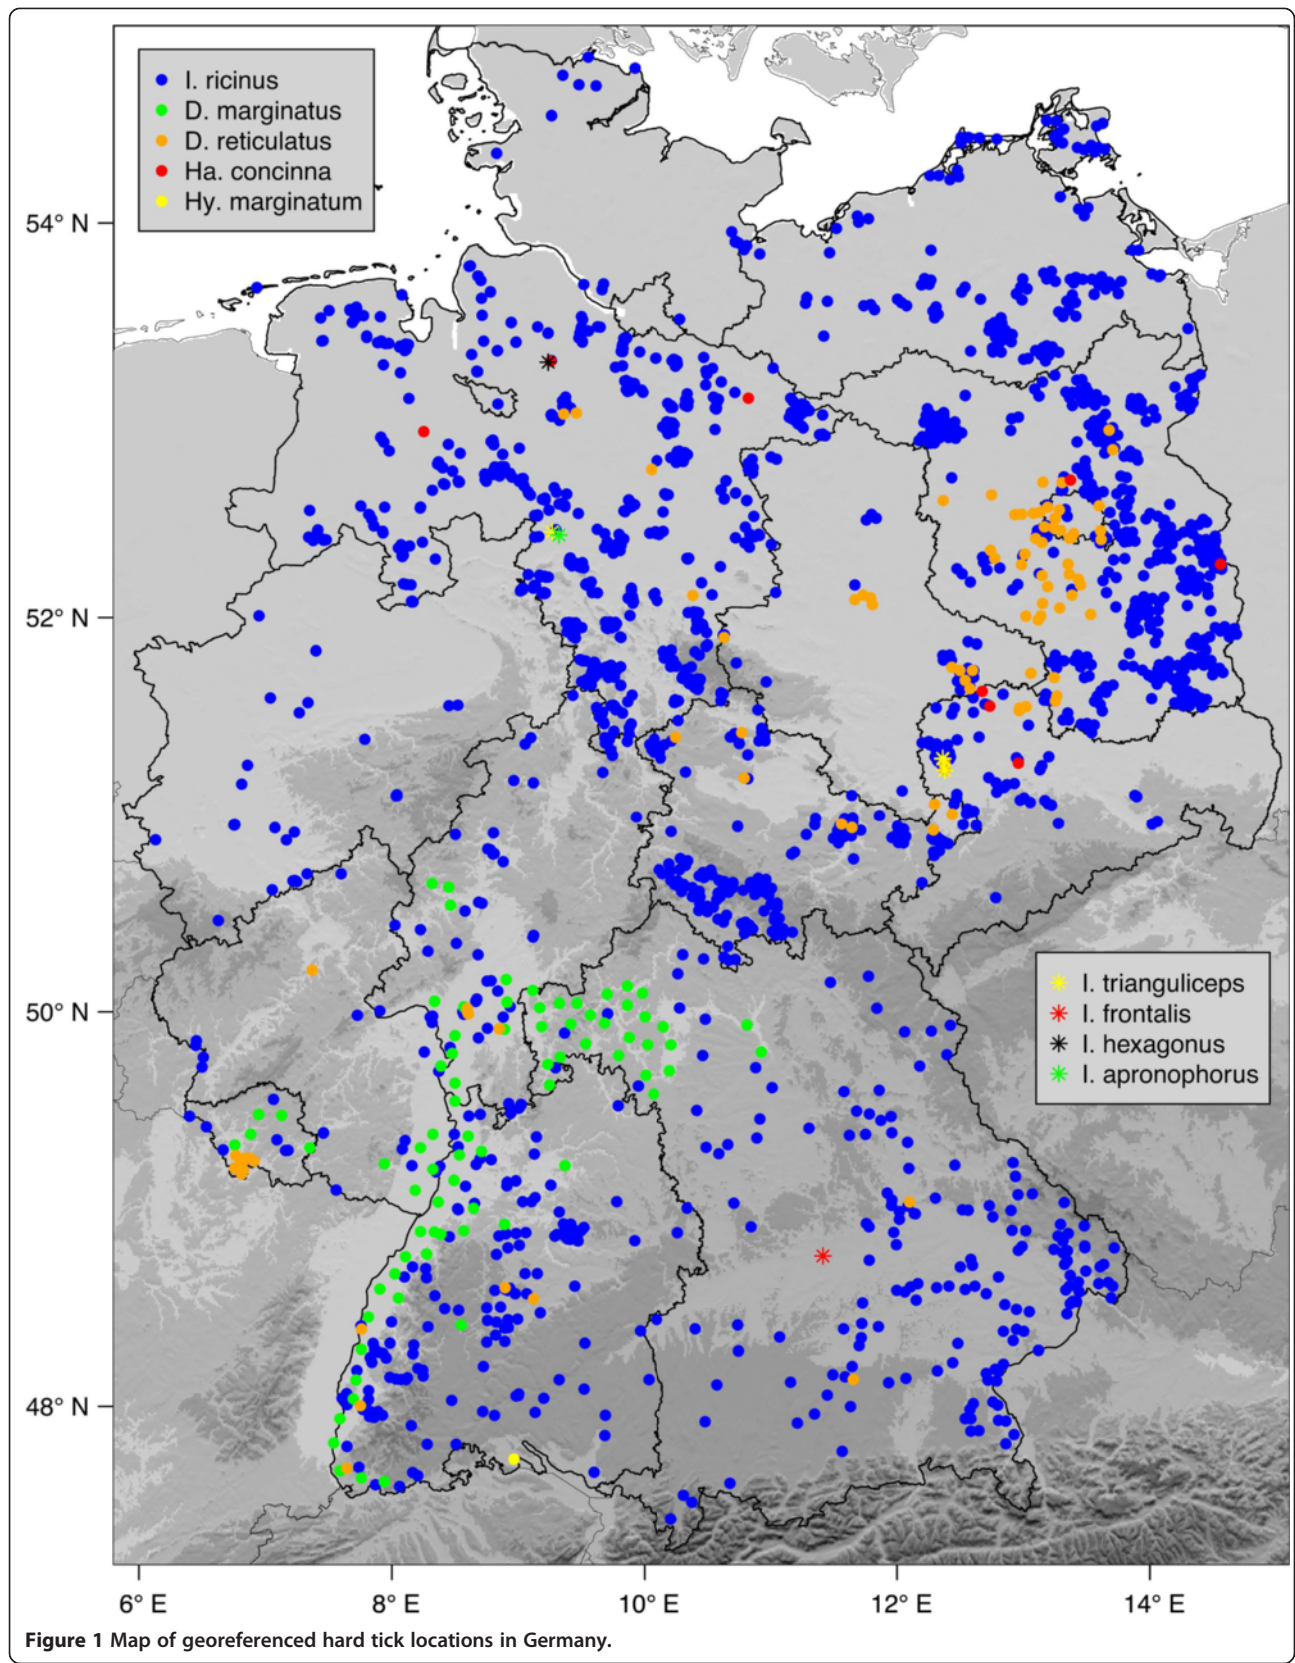 I. ricinus
D. marginatus
D. reticulatus
Ha. concinna
Hy. marginatum
54° N
52° N
50° N
48° N
I. trianguliceps
I. frontalis
I. hexagonus
I. apronophorus
6° E 8° E 10° E 12° E 14° E
Figure 1 Map of georeferenced hard tick locations in Germany.